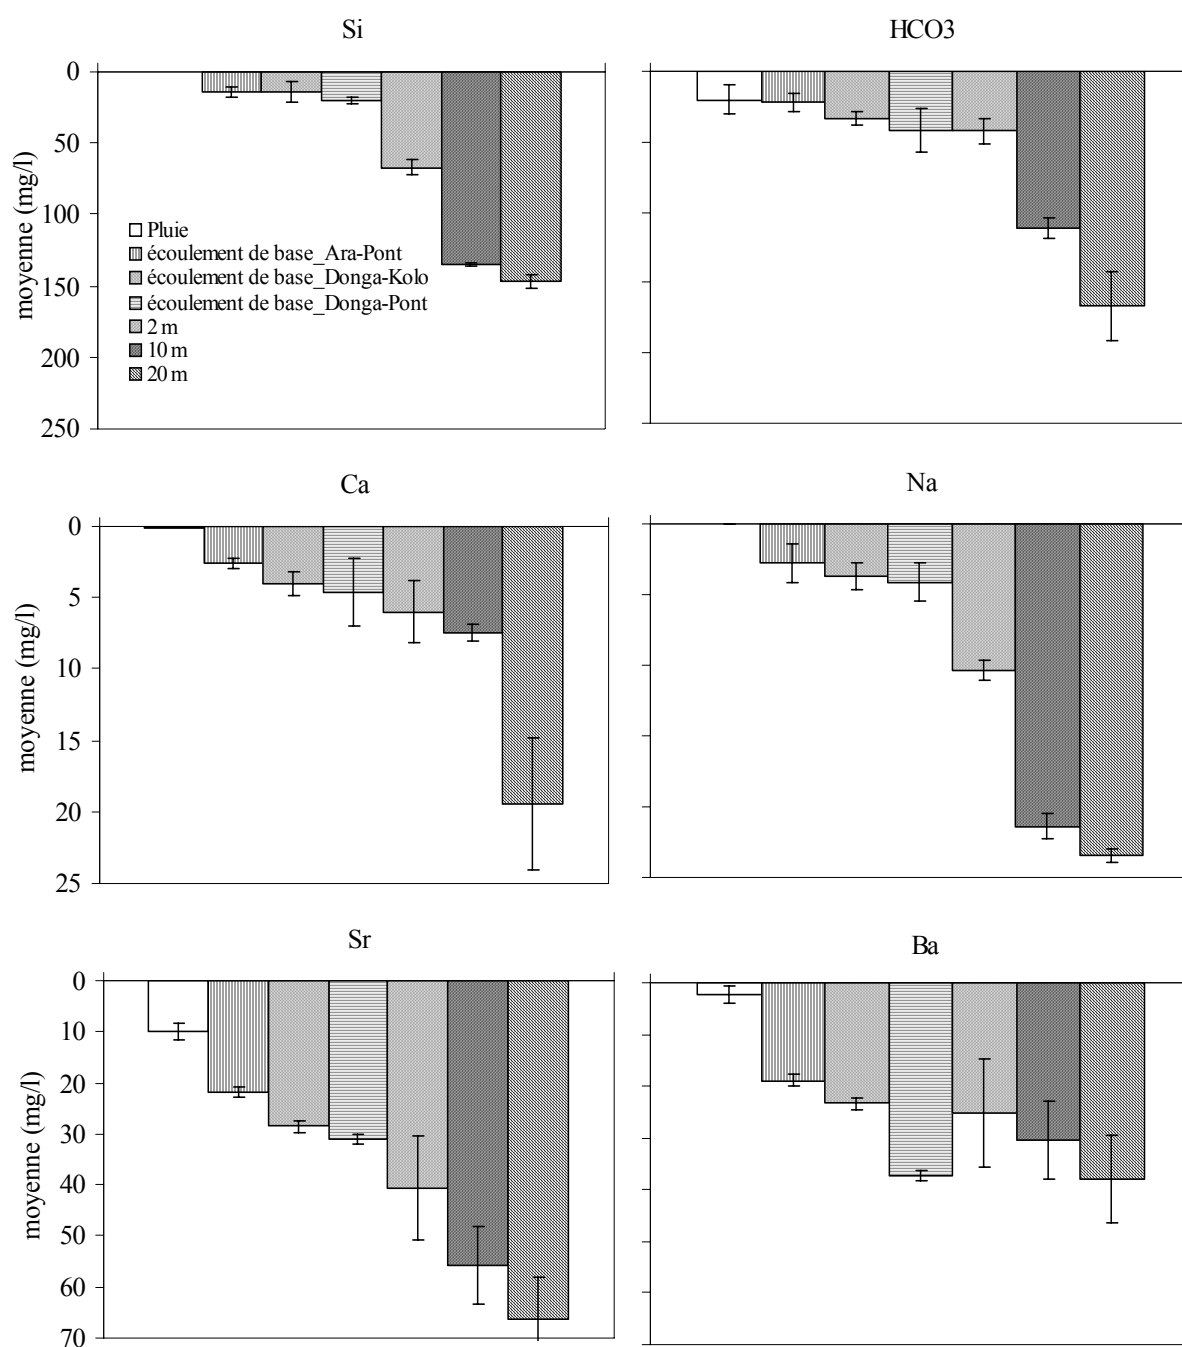 Si
HCO3
0
50
100
150
200
250
moyenne (mg/l)
Pluie
écoulement de base_Ara-Pont
écoulement de base_Donga-Kolo
écoulement de base_Donga-Pont
2 m
10 m
20 m
Ca
Na
0
5
10
15
20
25
moyenne (mg/l)
Sr
Ba
0
10
20
30
40
50
60
70
moyenne (mg/l)